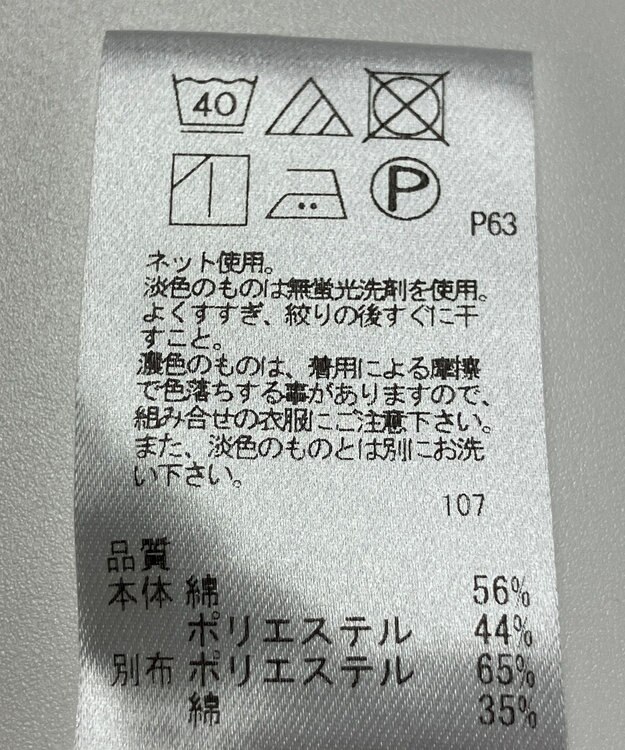 40
P
P63
ネット使用。
淡色のものは無蛍光洗剤を使用。
よくすすぎ、絞りの後すぐに干
すこと。
濃色のものは、着用による摩擦
で色落ちする事がありますので、
組み合せの衣服にご注意下さい。
また、淡色のものとは別にお洗
い下さい。
107
品質
本体 綿 56%
ポリエステル 44%
別布 ポリエステル 65%
綿 35%